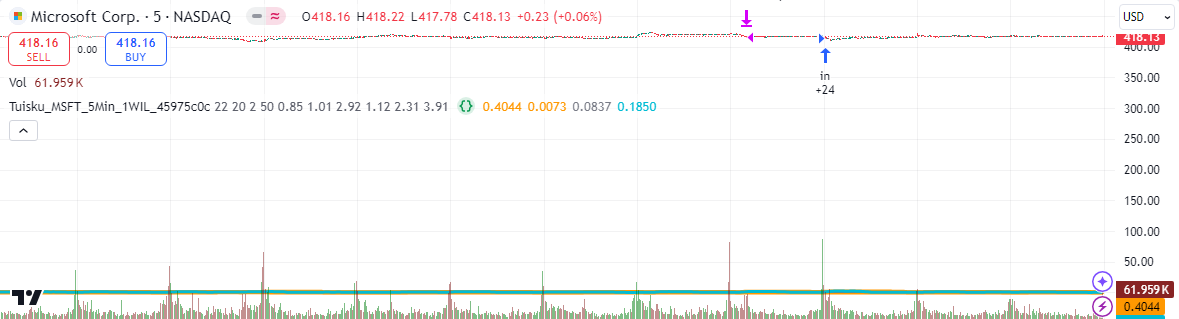 Microsoft Corp. · 5 · NASDAQ O418.16 H418.22 L417.78 C418.13 +0.23 (+0.06%)
USD
418.16 SELL
0.00
418.16 BUY
418.13
400.00
Vol 61.959 K
350.00
in
+24
Tuisku_MSFT_5Min_1WIL_45975c0c 22 20 2 50 0.85 1.01 2.92 1.12 2.31 3.91 {} 0.4044 0.0073 0.0837 0.1850
300.00
250.00
200.00
150.00
100.00
50.00
61.959 K
0.4044